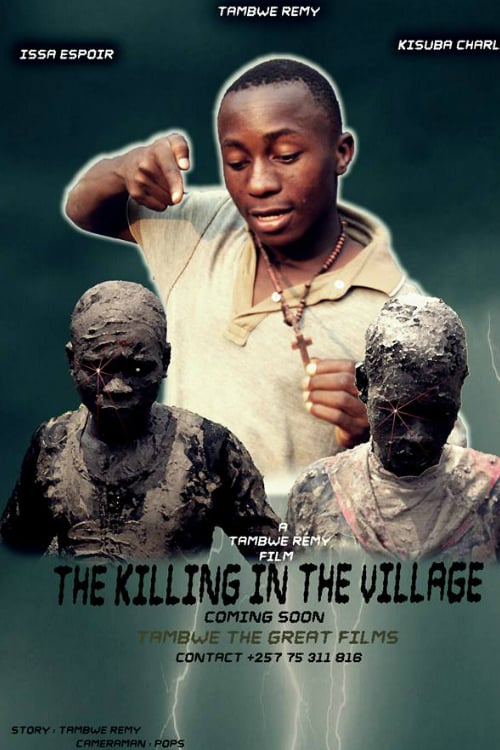 TAMBWE REMY
ISSA ESPOIR
KISUBA CHARL
A
TAMBWE REMY
FILM
THE KILLING IN THE VILLAGE
COMING SOON
TAMBWE THE GREAT FILMS
CONTACT +257 75 311 816
STORY : TAMBWE REMY
CAMERAMAN : POPS